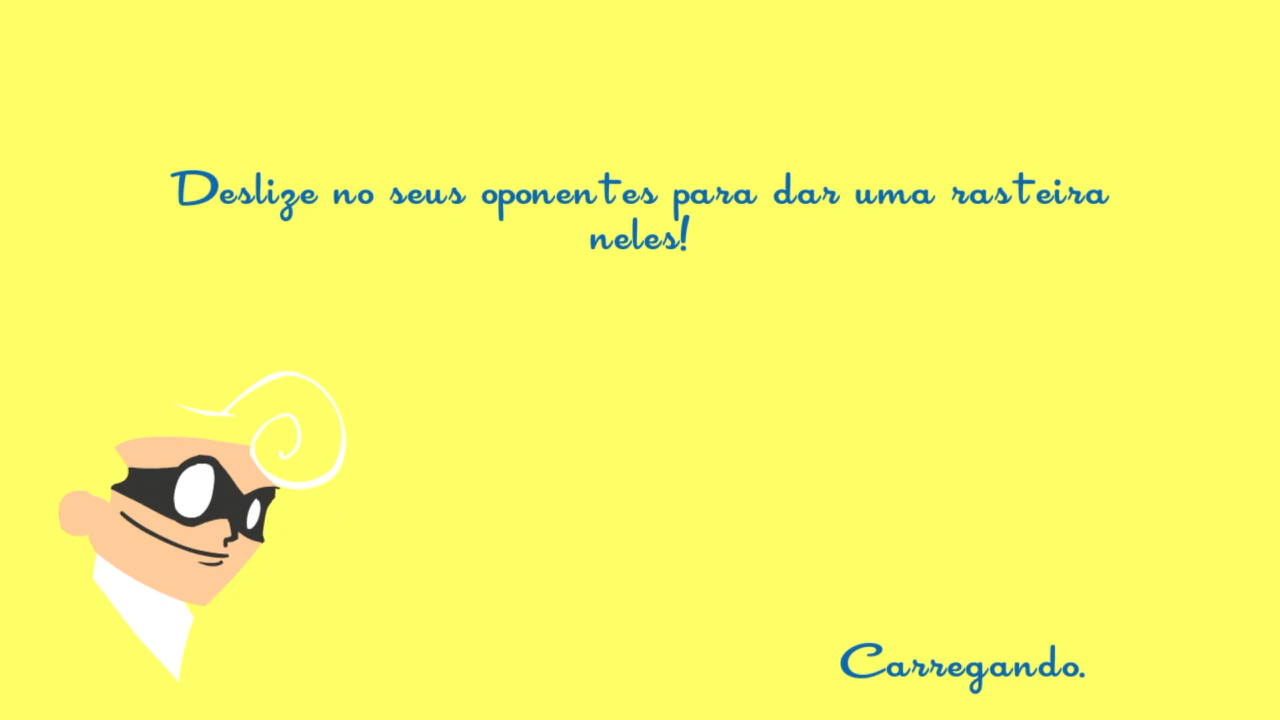 Deslize no seus oponentes para dar uma rasteira
neles!
Carregando.